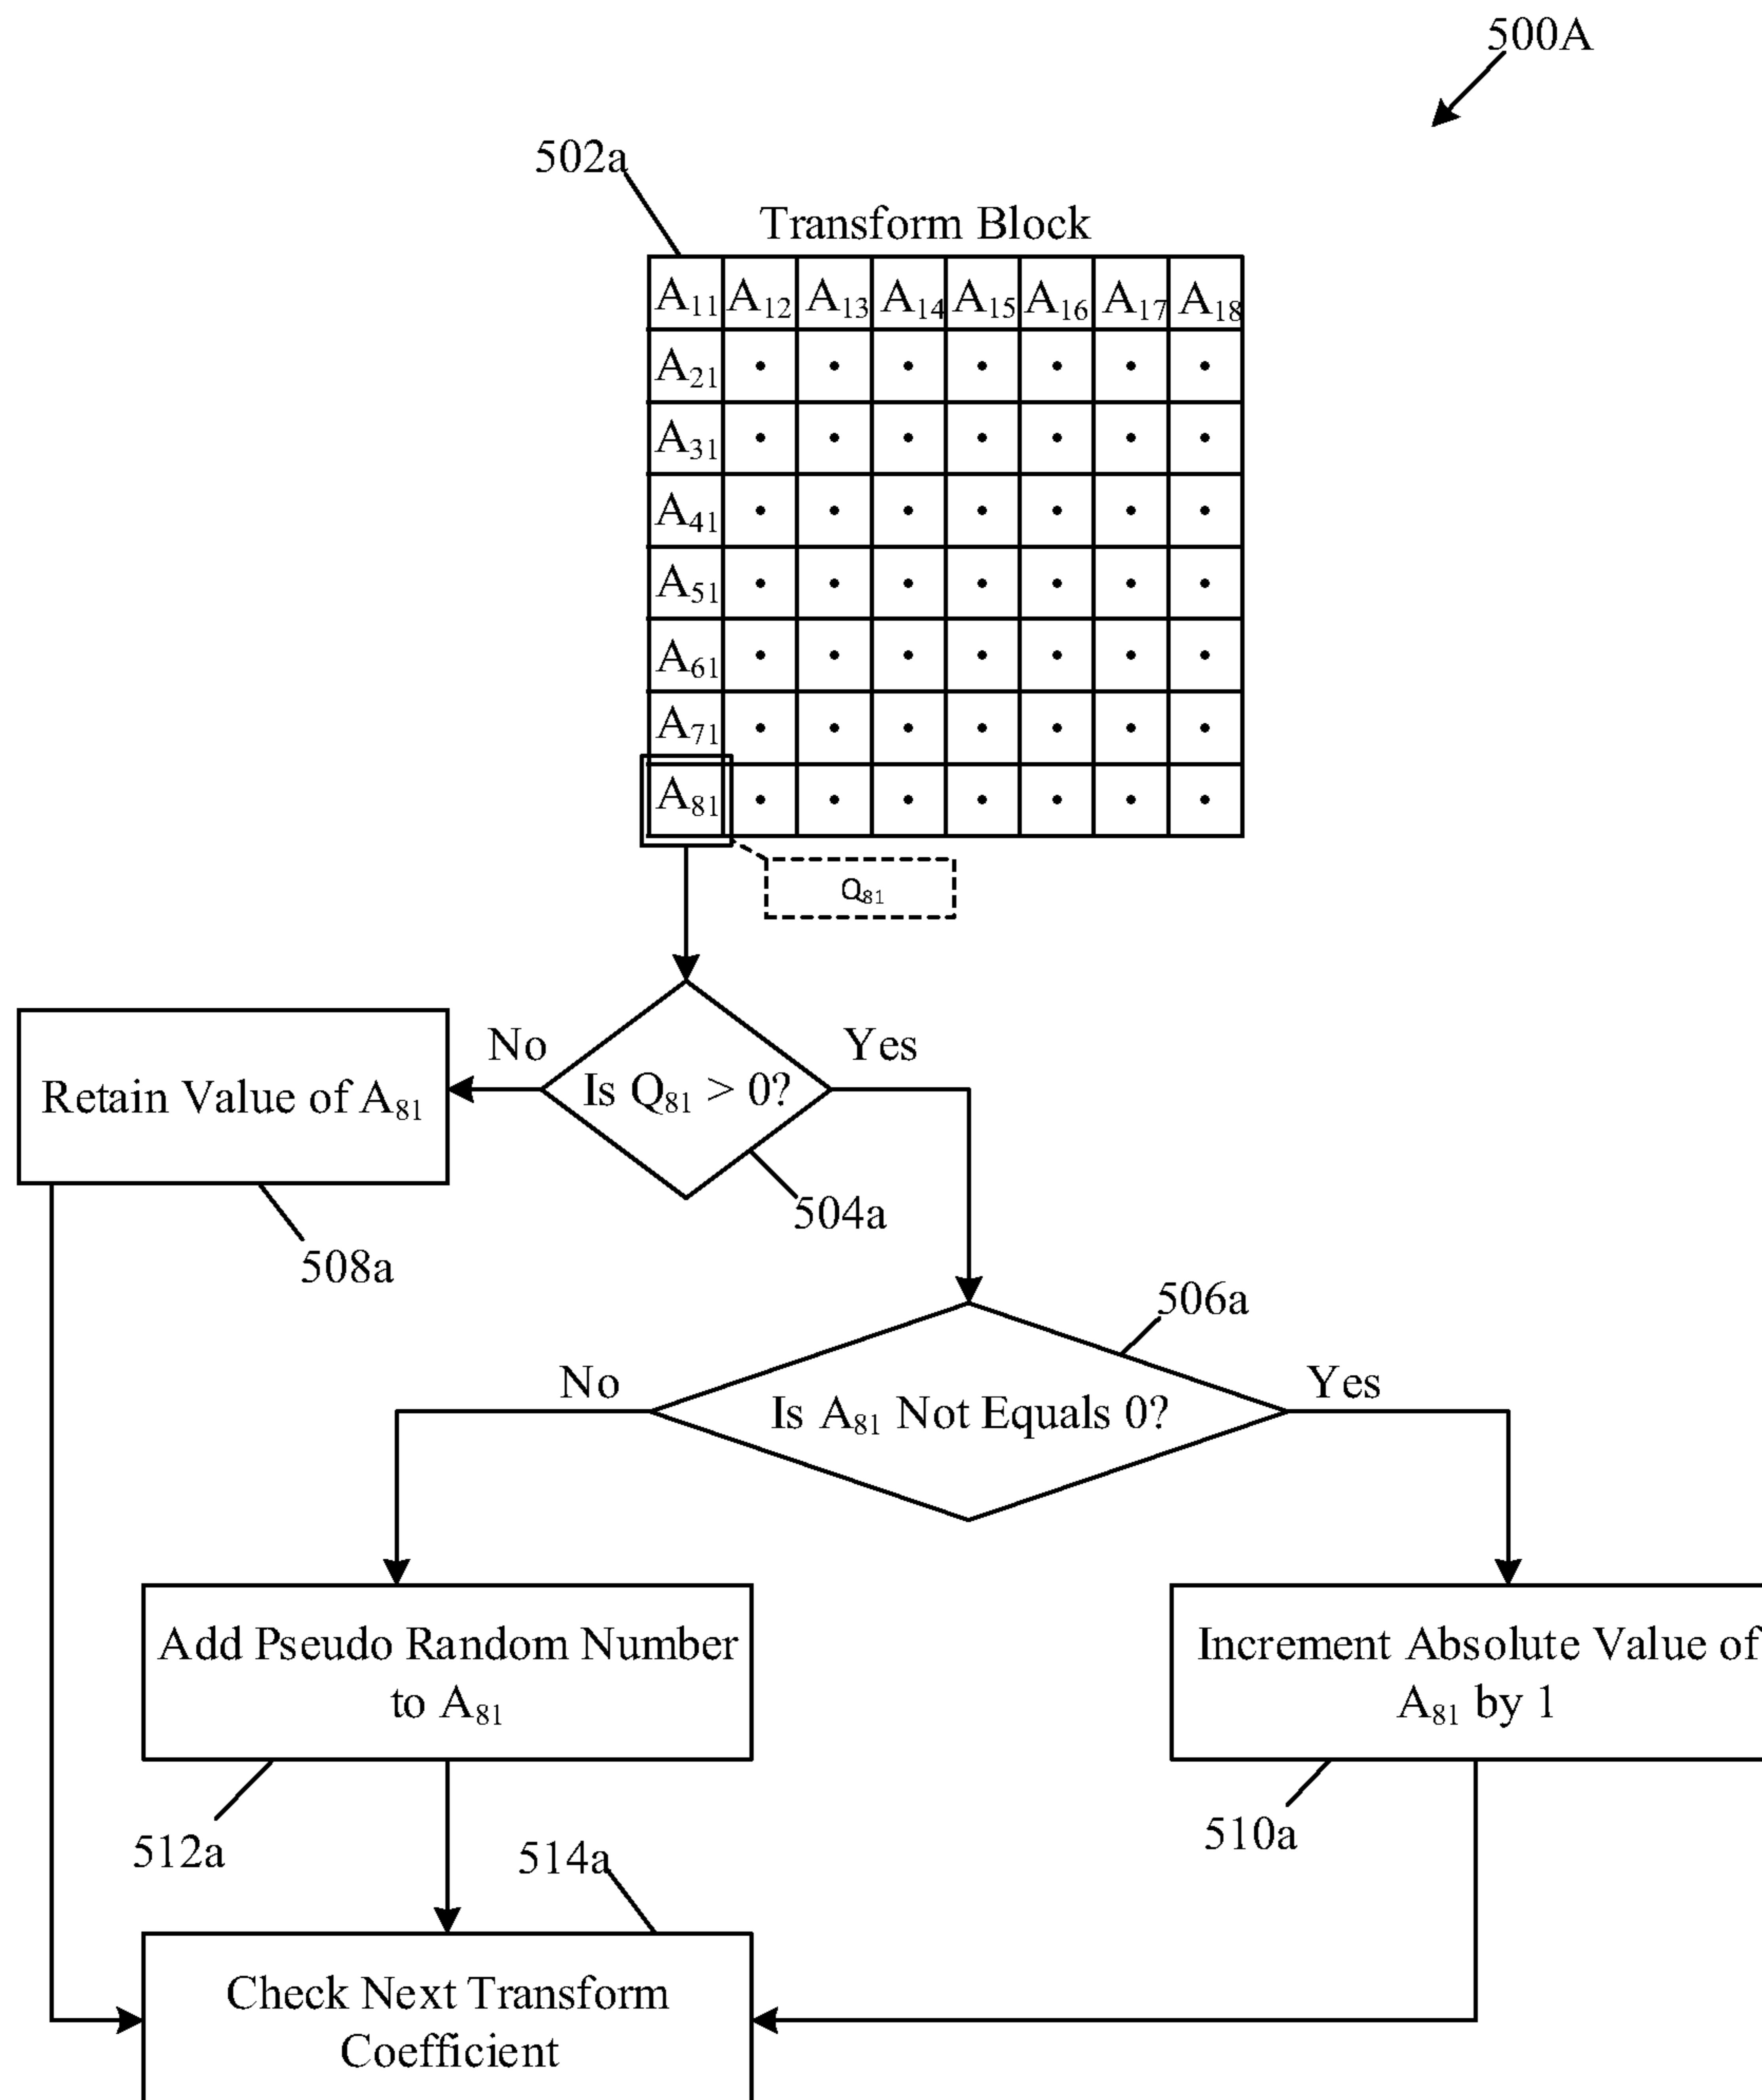 500A
502a
Transform Block
A11 A12 A13 A14 A15 A16 A17 A18
A21
A31
A41
A51
A61
A71
A81
Q81
No
Yes
Retain Value of A81
Is Q81 > 0?
504a
508a
506a
No
Yes
Is A81 Not Equals 0?
Add Pseudo Random Number
to A81
Increment Absolute Value of
A81 by 1
512a
514a
510a
Check Next Transform
Coefficient